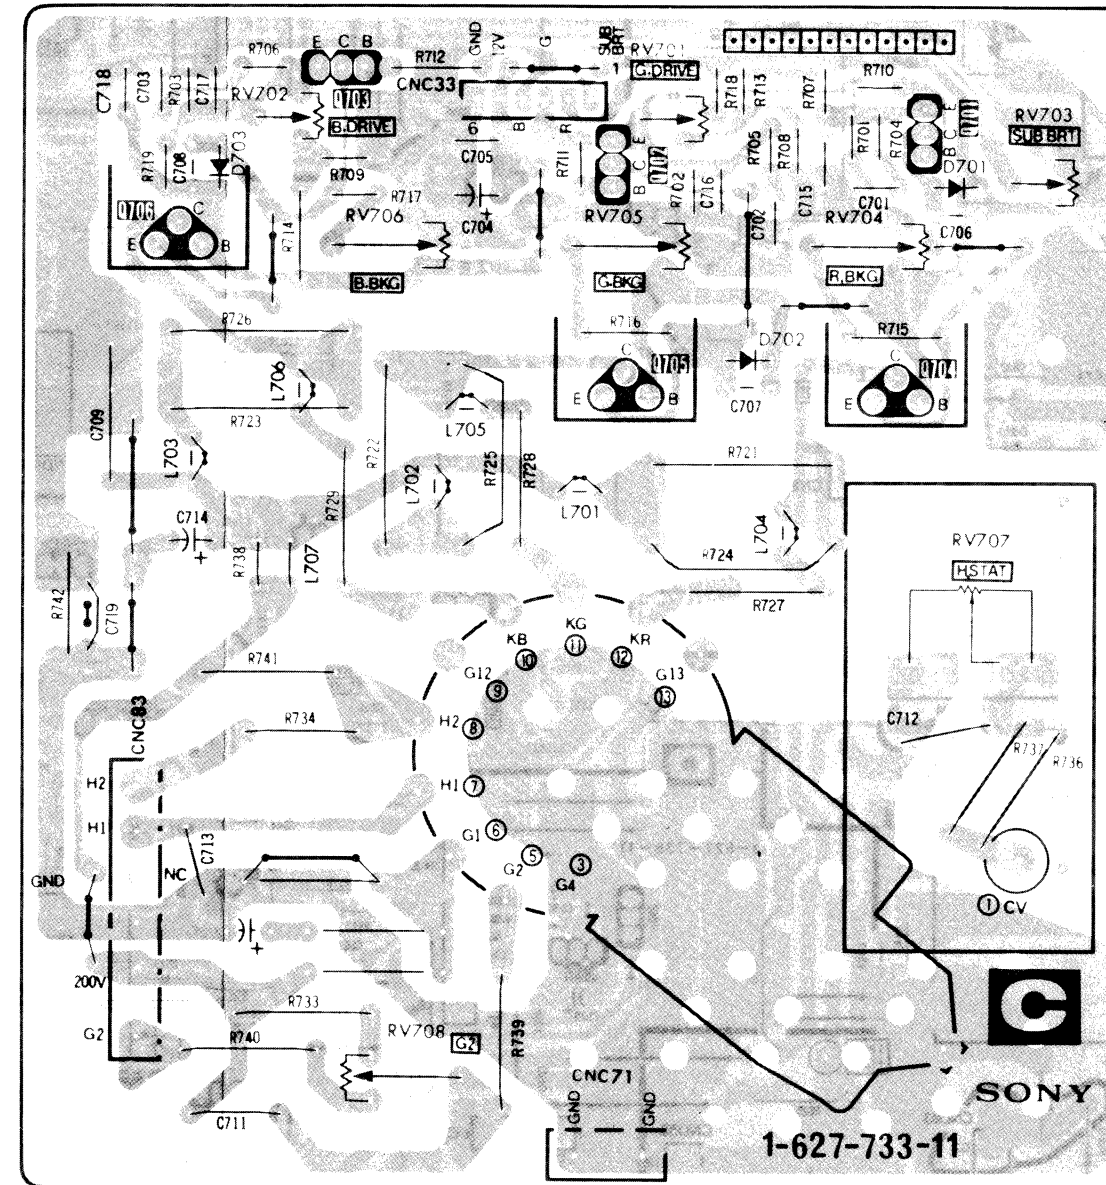 C718
C703
R703
C717
R706
E C B
R712
GND
12V
G
SUB BRT
RV701
G.DRIVE
R718
R713
R707
R710
RV702
Q703
B.DRIVE
CNC33
6
B
R
1
E
C
B
Q702
R711
C705
R705
R708
R701
R704
E
C
B
Q701
RV703
SUB BRT
D701
R719
C708
D703
R709
R717
C704
R702
C716
C702
C715
C701
Q706
C
E B
R714
RV706
RV705
RV704
C706
B.BKG
G.BKG
R.BKG
R726
R716
D702
R715
C
Q705
E B
C
Q704
E B
C707
L706
C709
R723
L705
L703
R722
L702
R725
R728
R721
L701
R729
C714
R738
L707
L704
R724
R727
RV707
H.STAT
R742
C719
KB
10
KG
11
KR
12
G13
13
G12
9
R741
CNC83
H2
8
R734
C712
R737
R736
H2
H1
7
H1
G1
6
G2
5
G4
3
C713
NC
GND
1 CV
200V
R733
RV708
G2
R739
G2
R740
C711
CNC71
GND
GND
C
SONY
1-627-733-11